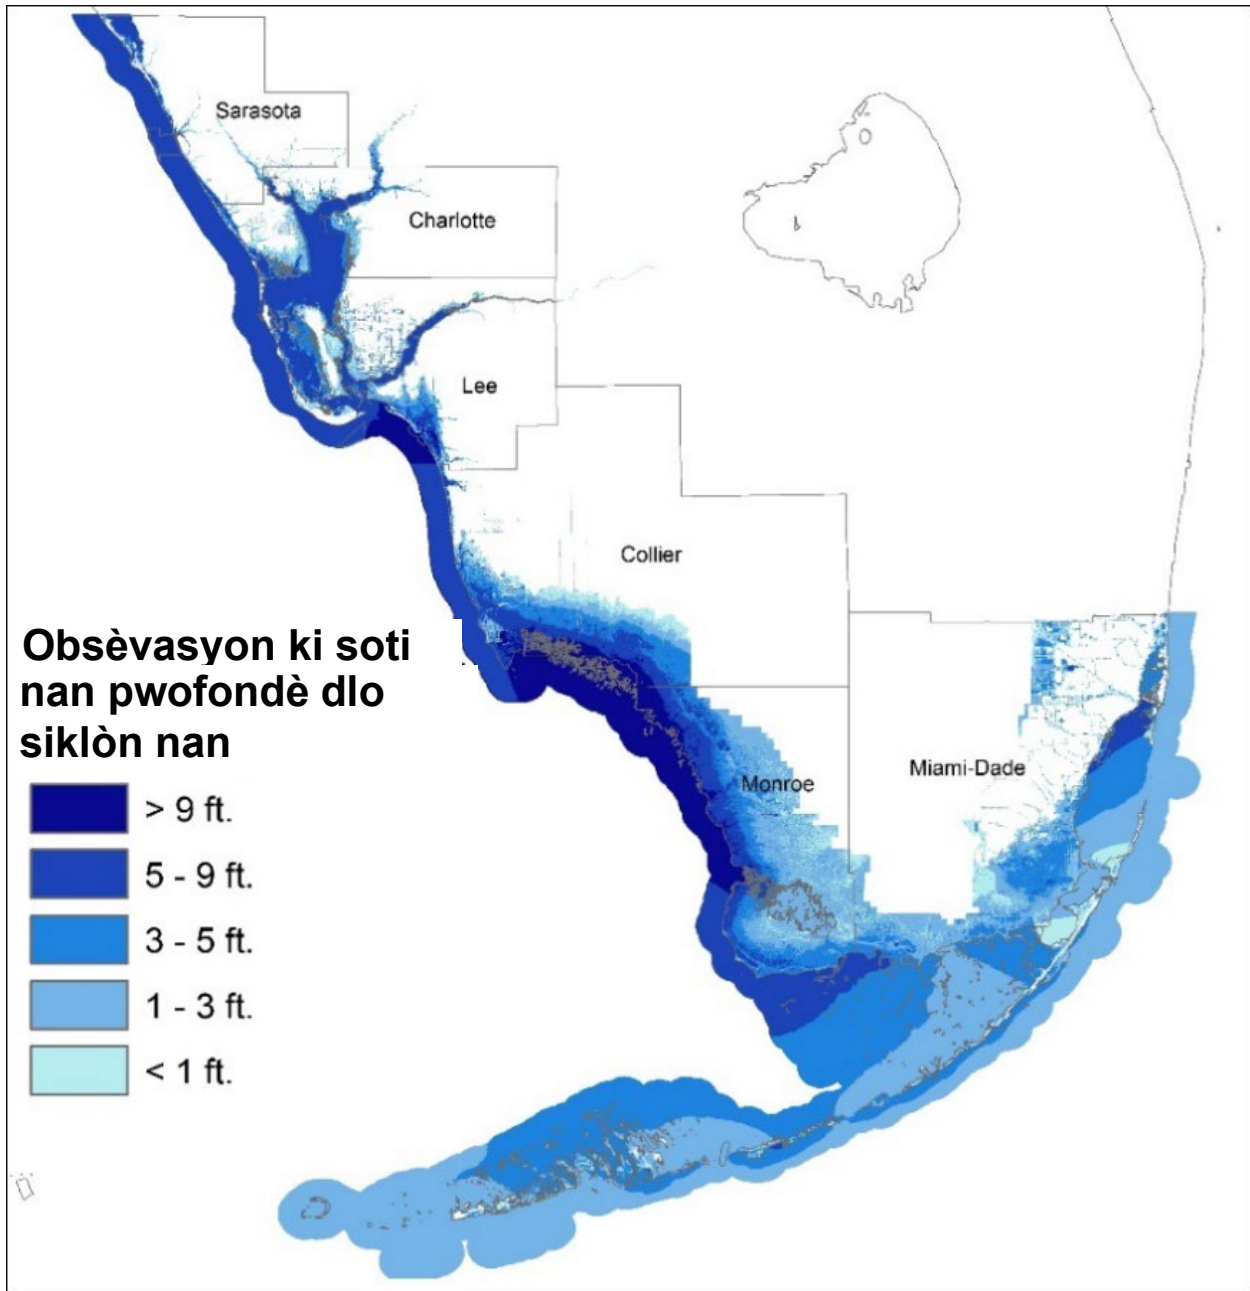 Sarasota
Charlotte
Lee
Collier
Monroe
Miami-Dade
Obsèvasyon ki soti
nan pwofondè dlo
siklòn nan
> 9 ft.
5 - 9 ft.
3 - 5 ft.
1 - 3 ft.
< 1 ft.